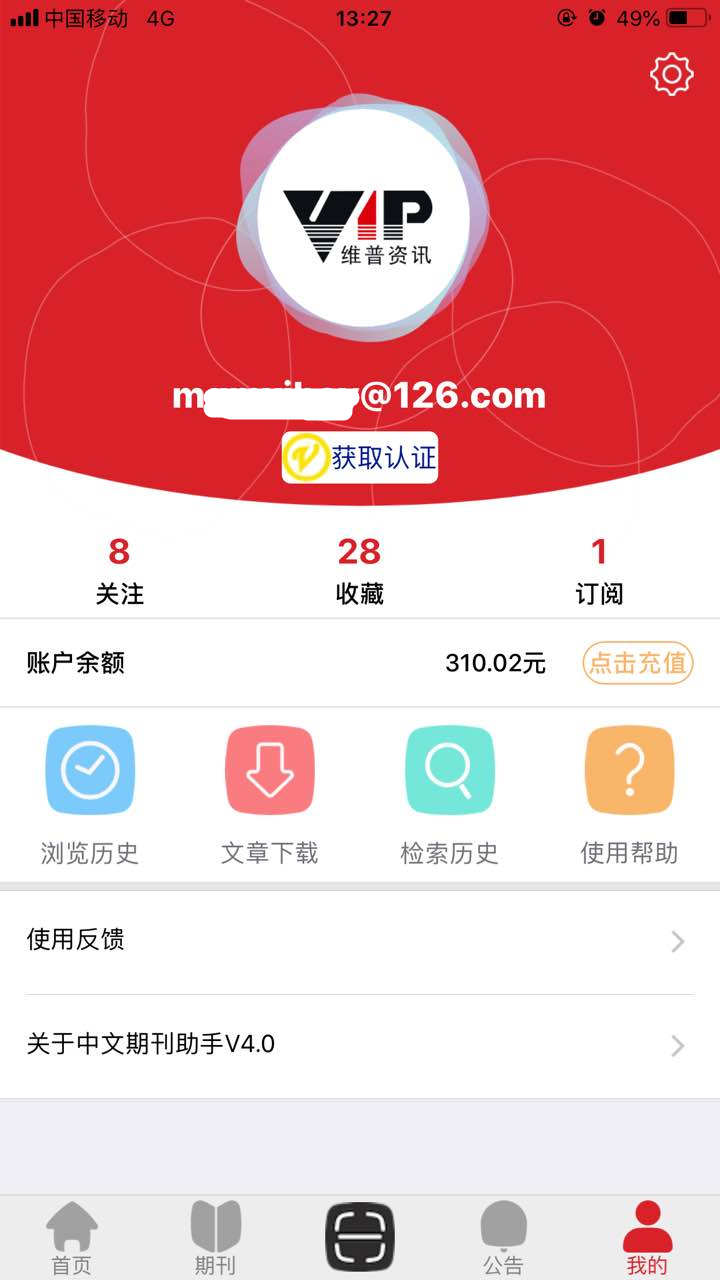 中国移动 4G 13:27 49%
VIP
维普资讯
@126.com
获取认证
8 28 1
关注 收藏 订阅
账户余额 310.02元 点击充值
浏览历史 文章下载 检索历史 使用帮助
使用反馈
关于中文期刊助手V4.0
首页 期刊 公告 我的